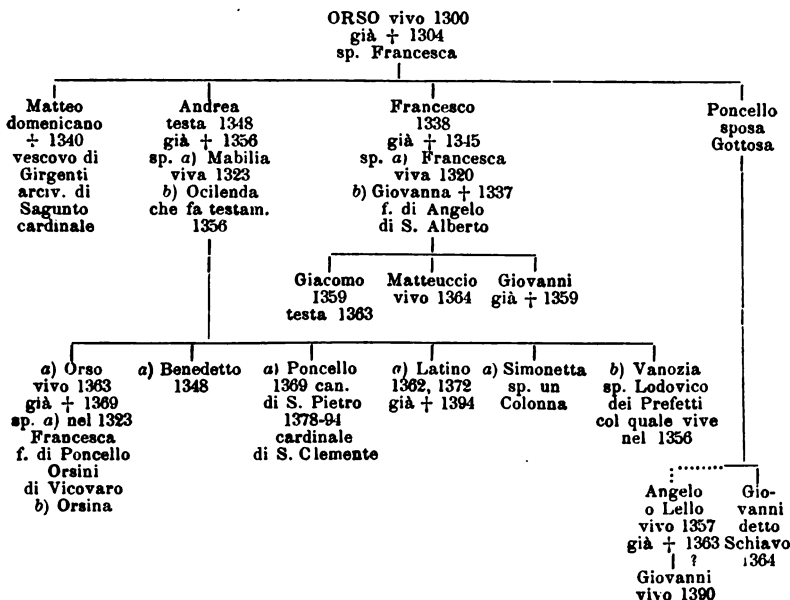 ORSO vivo 1300
già † 1304
sp. Francesca
Matteo
domenicano
÷ 1340
vescovo di
Girgenti
arciv. di
Sagunto
cardinale
Andrea
testa 1348
già † 1356
sp. a) Mabilia
viva 1323
b) Ocilenda
che fa testam.
1356
Francesco
1338
già † 1345
sp. a) Francesca
viva 1320
b) Giovanna † 1337
f. di Angelo
di S. Alberto
Poncello
sposa
Gottosa
Giacomo
1359
testa 1363
Matteuccio
vivo 1364
Giovanni
già † 1359
a) Orso
vivo 1363
già † 1369
sp. a) nel 1323
Francesca
f. di Poncello
Orsini
di Vicovaro
b) Orsina
a) Benedetto
1348
a) Poncello
1369 can.
di S. Pietro
1378-94
cardinale
di S. Clemente
a) Latino
1362, 1372
già † 1394
a) Simonetta
sp. un
Colonna
b) Vanozia
sp. Lodovico
dei Prefetti
col quale vive
nel 1356
Angelo
o Lello
vivo 1357
già † 1363
?
Giovanni
vivo 1390
Gio-
vanni
detto
Schiavo
1364